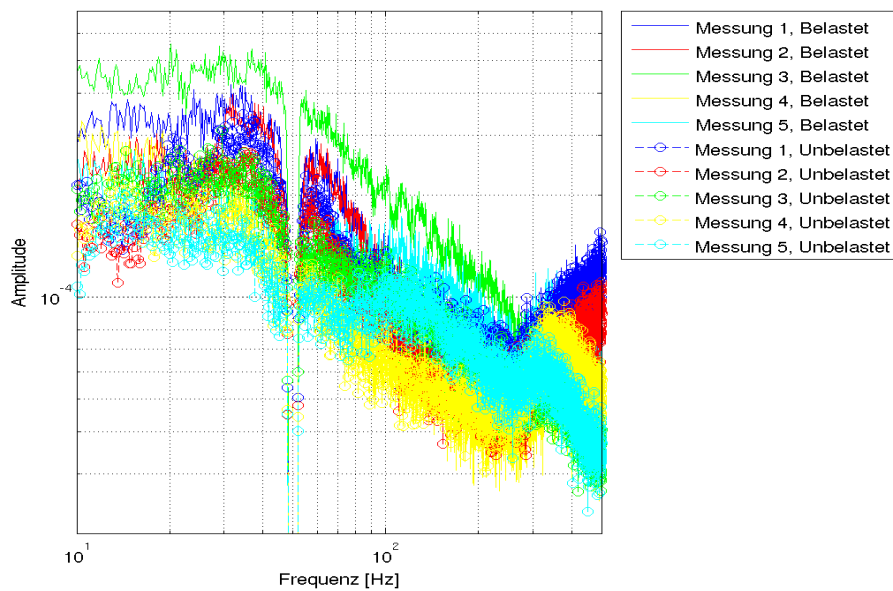 Messung 1, Belastet
Messung 2, Belastet
Messung 3, Belastet
Messung 4, Belastet
Messung 5, Belastet
Messung 1, Unbelastet
Messung 2, Unbelastet
Messung 3, Unbelastet
Messung 4, Unbelastet
Messung 5, Unbelastet
Amplitude
10^-4
10^1
10^2
Frequenz [Hz]